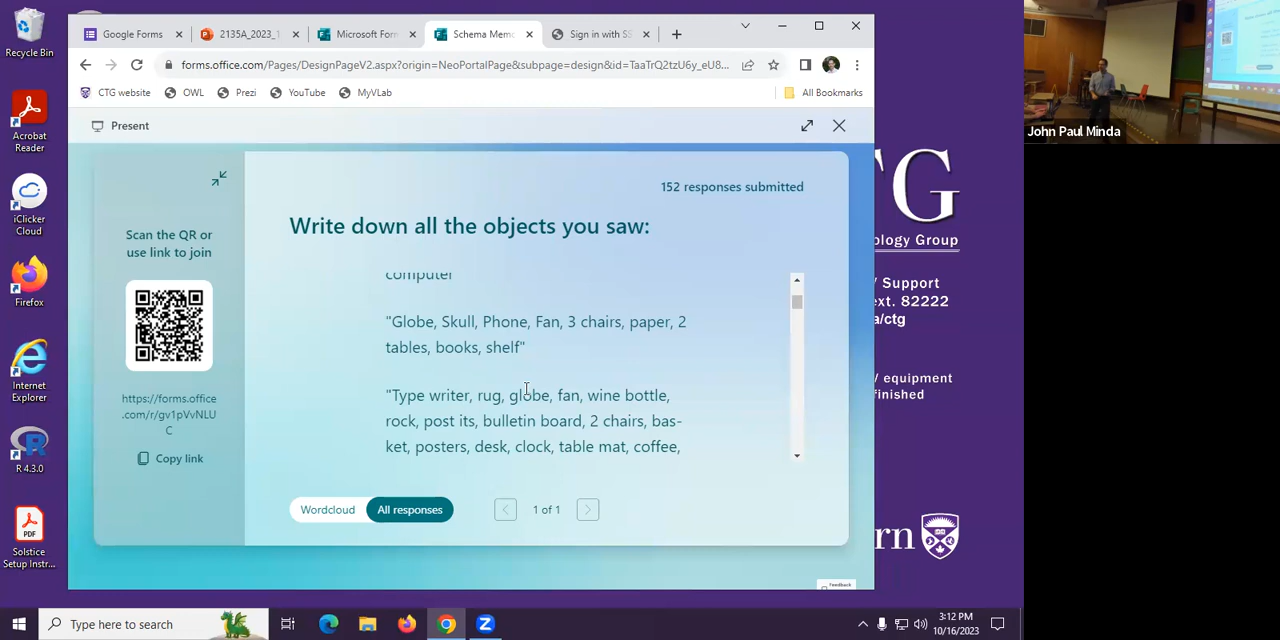 Recycle Bin
Acrobat
Reader
iClicker
Cloud
Firefox
Internet
Explorer
R 4.3.0
Solstice
Setup Instr...
Google Forms
2135A_2023_1
Microsoft For
Schema Mem
Sign in with SS
forms.office.com/Pages/DesignPageV2.aspx?origin=NeoPortalPage&subpage=design&id=TaaTrQ2tzU6y_eU8...
CTG website
OWL
Prezi
YouTube
MyVLab
All Bookmarks
Present
Scan the QR or
use link to join
https://forms.office
.com/r/gv1pVvNLU
C
Copy link
152 responses submitted
Write down all the objects you saw:
computer
"Globe, Skull, Phone, Fan, 3 chairs, paper, 2
tables, books, shelf"
"Type writer, rug, globe, fan, wine bottle,
rock, post its, bulletin board, 2 chairs, bas-
ket, posters, desk, clock, table mat, coffee,
Wordcloud
All responses
1 of 1
Feedback
TG
ology Group
/ Support
ext. 82222
a/ctg
/ equipment
finished
rn
John Paul Minda
Type here to search
3:12 PM
10/16/2023